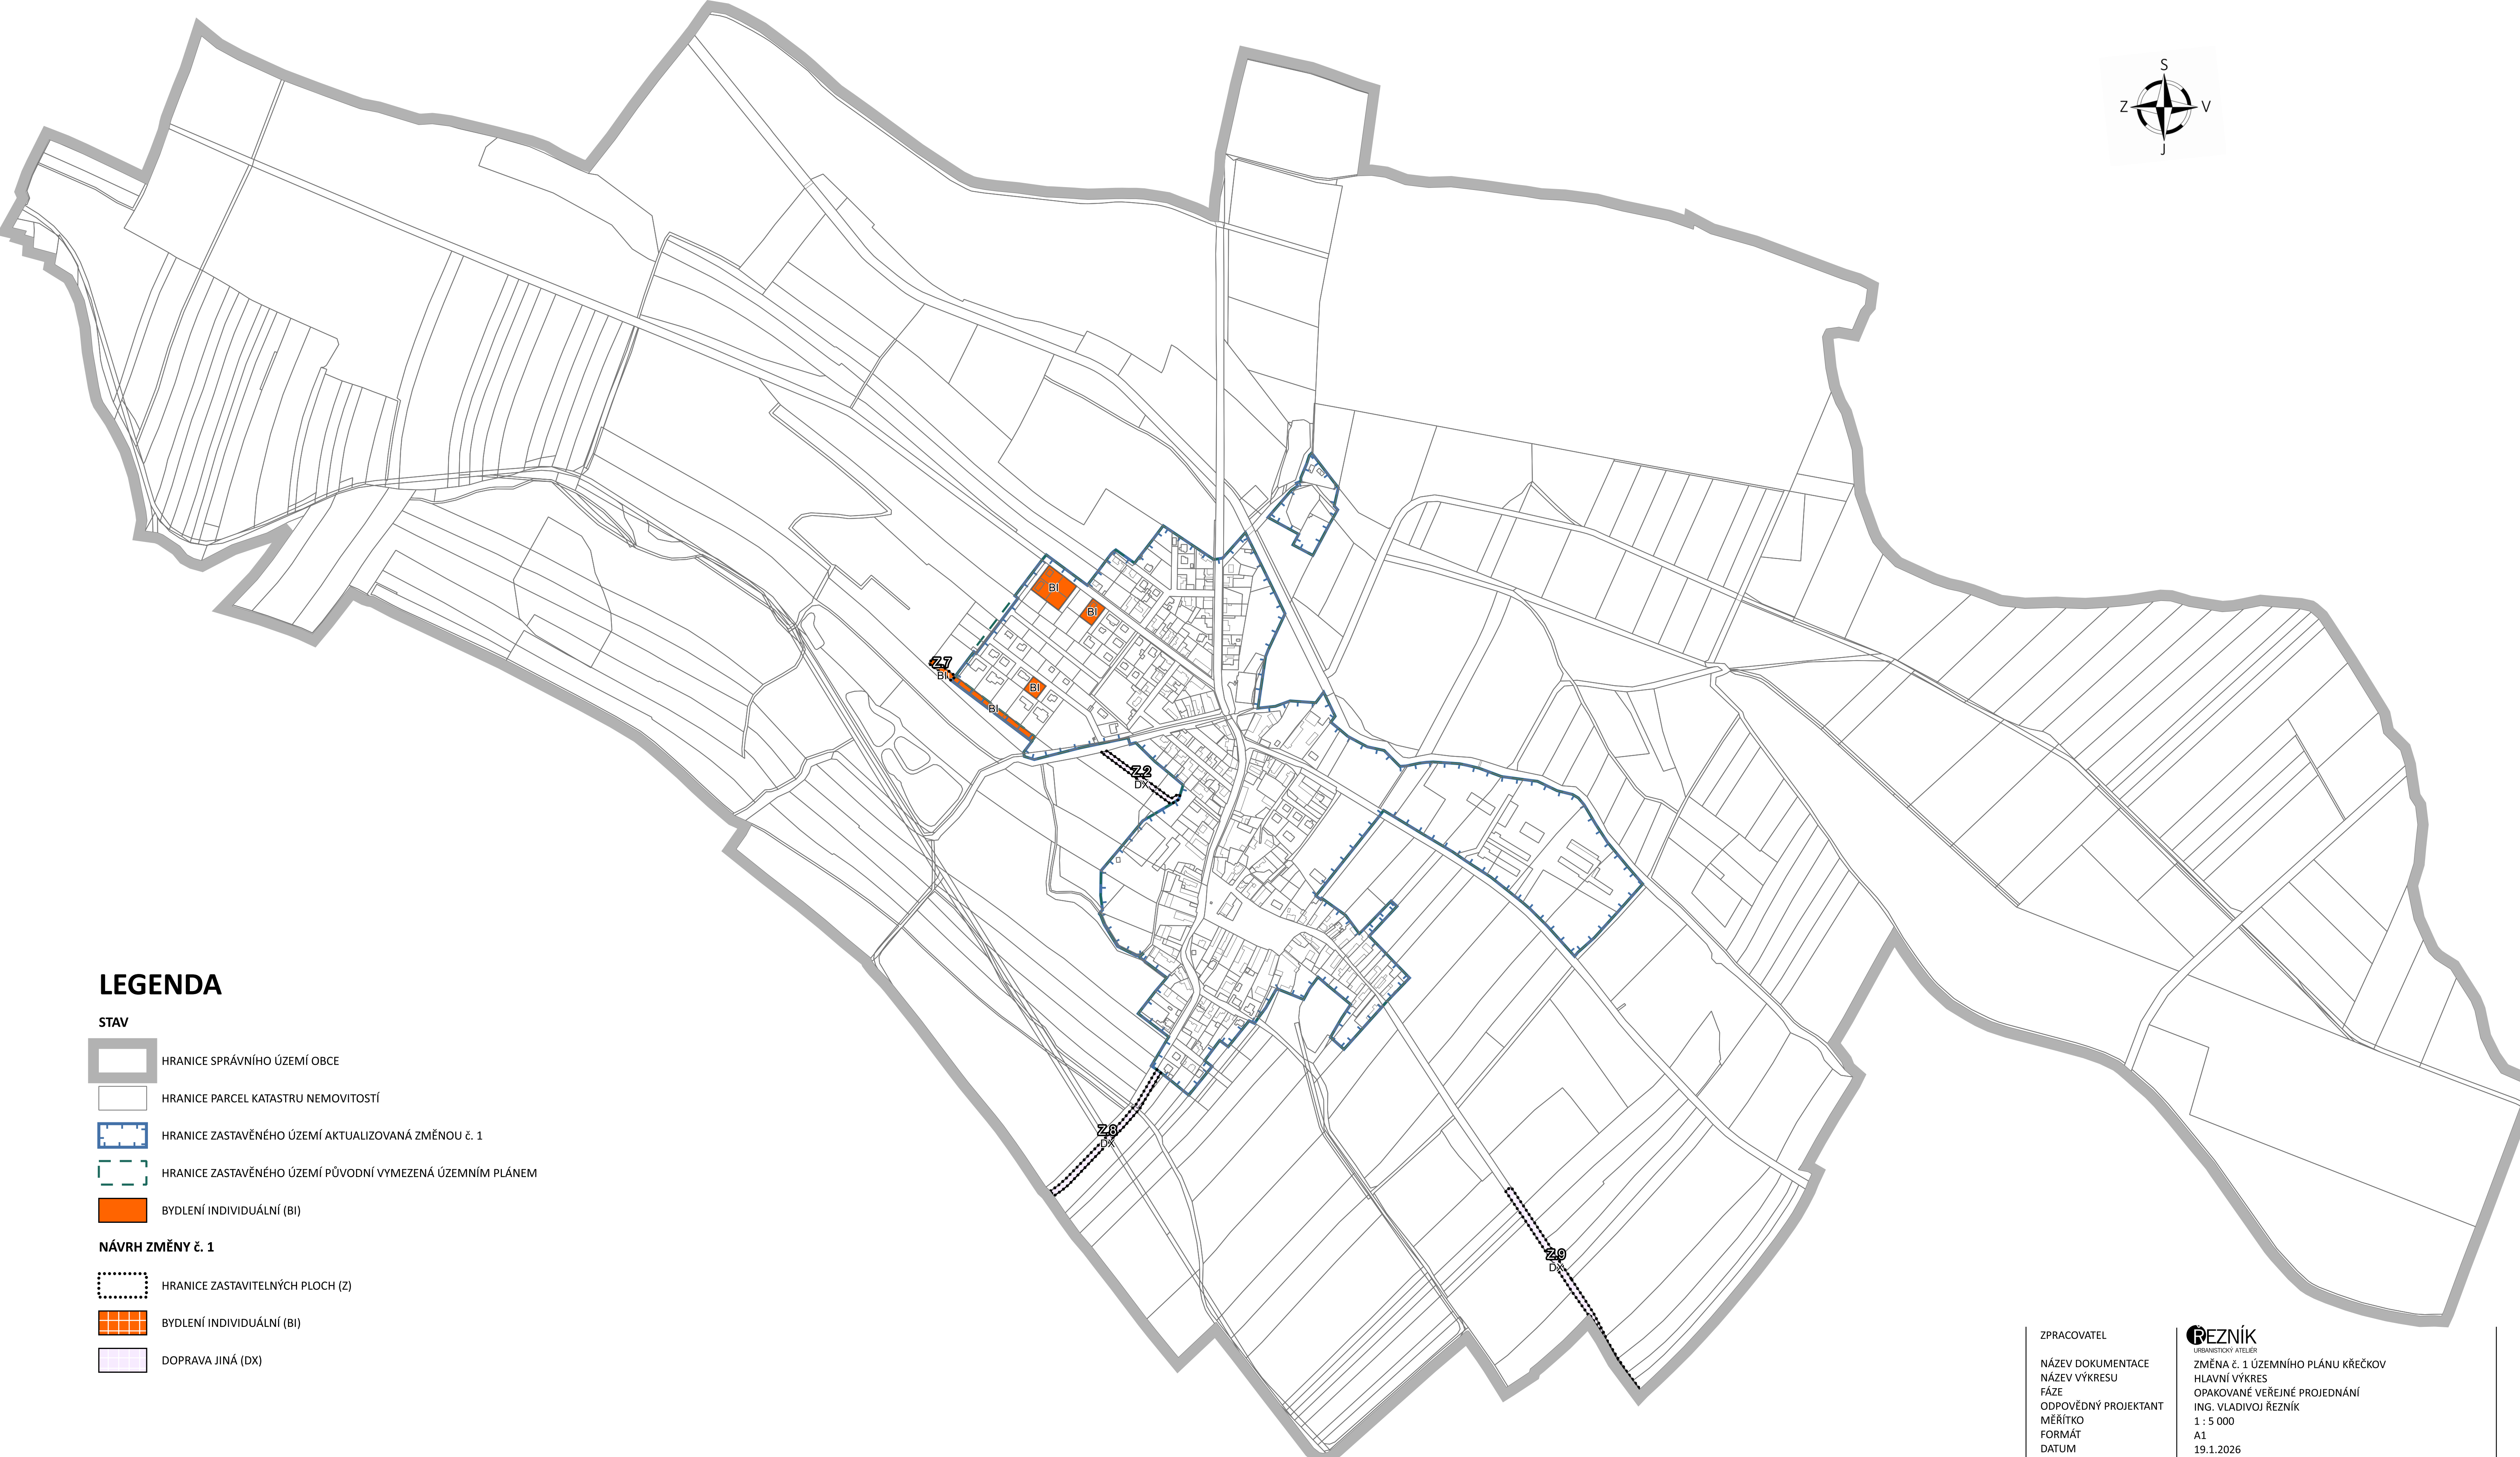 S
Z V
J
BI
BI
Z.7
BI
BI
BI
Z.2
DX
Z.8
DX
Z.9
DX
LEGENDA
STAV
HRANICE SPRÁVNÍHO ÚZEMÍ OBCE
HRANICE PARCEL KATASTRU NEMOVITOSTÍ
HRANICE ZASTAVĚNÉHO ÚZEMÍ AKTUALIZOVANÁ ZMĚNOU č. 1
HRANICE ZASTAVĚNÉHO ÚZEMÍ PŮVODNÍ VYMEZENÁ ÚZEMNÍM PLÁNEM
BYDLENÍ INDIVIDUÁLNÍ (BI)
NÁVRH ZMĚNY č. 1
HRANICE ZASTAVITELNÝCH PLOCH (Z)
BYDLENÍ INDIVIDUÁLNÍ (BI)
DOPRAVA JINÁ (DX)
ZPRACOVATEL ŘEZNÍK
URBANISTICKÝ ATELIÉR
NÁZEV DOKUMENTACE ZMĚNA č. 1 ÚZEMNÍHO PLÁNU KŘEČKOV
NÁZEV VÝKRESU HLAVNÍ VÝKRES
FÁZE OPAKOVANÉ VEŘEJNÉ PROJEDNÁNÍ
ODPOVĚDNÝ PROJEKTANT ING. VLADIVOJ ŘEZNÍK
MĚŘÍTKO 1 : 5 000
FORMÁT A1
DATUM 19.1.2026